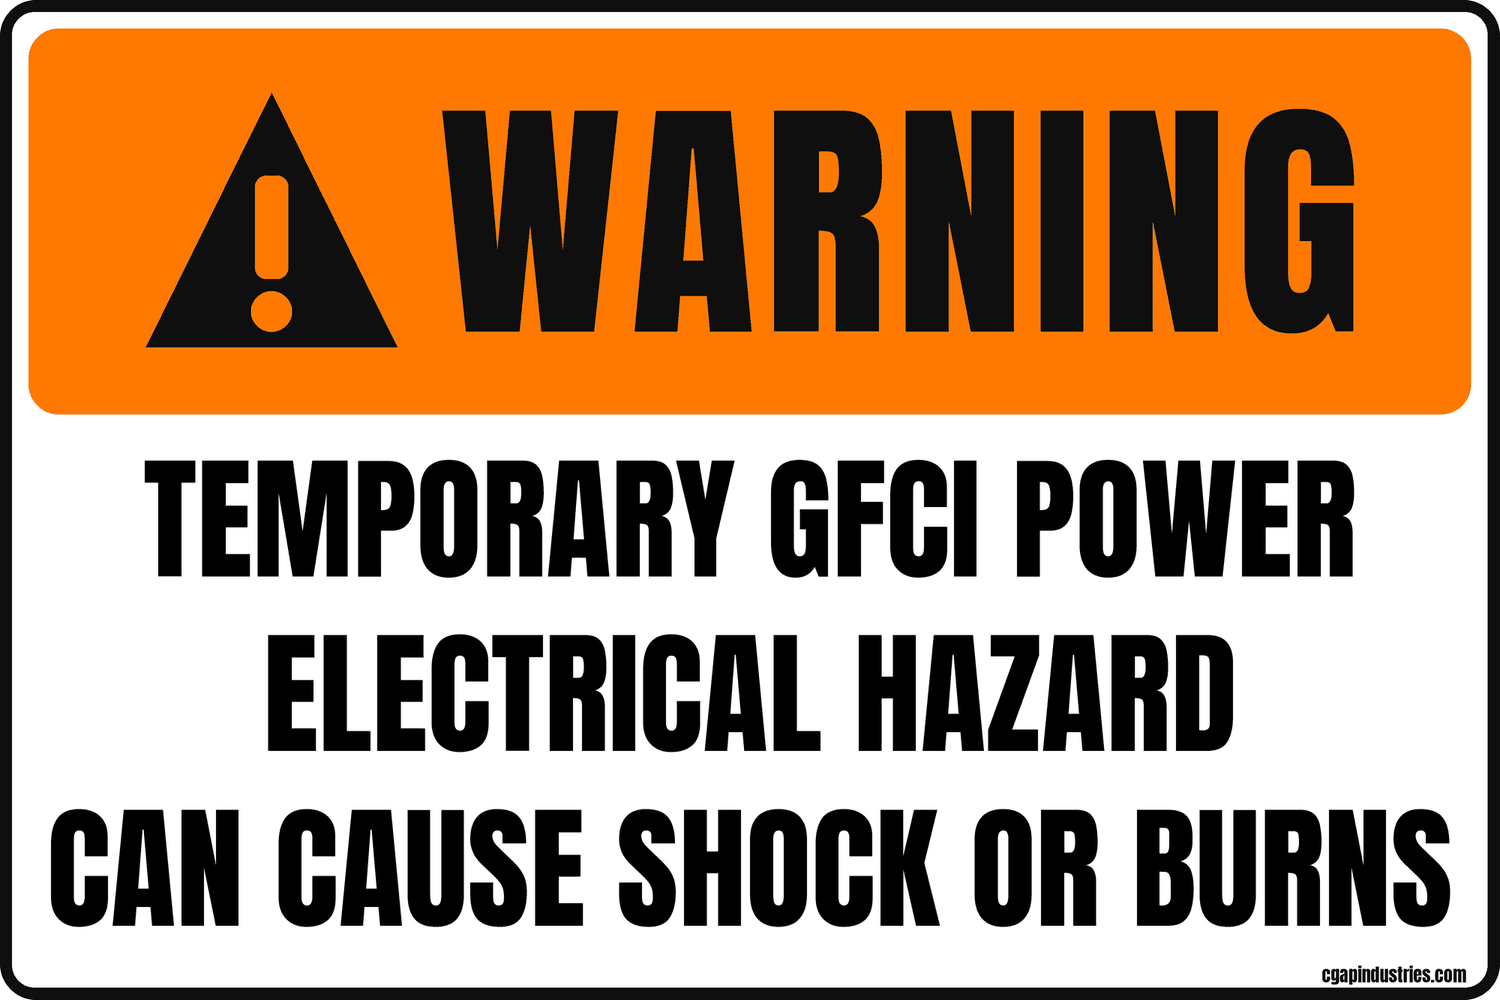 WARNING
TEMPORARY GFCI POWER
ELECTRICAL HAZARD
CAN CAUSE SHOCK OR BURNS
cgapindustries.com